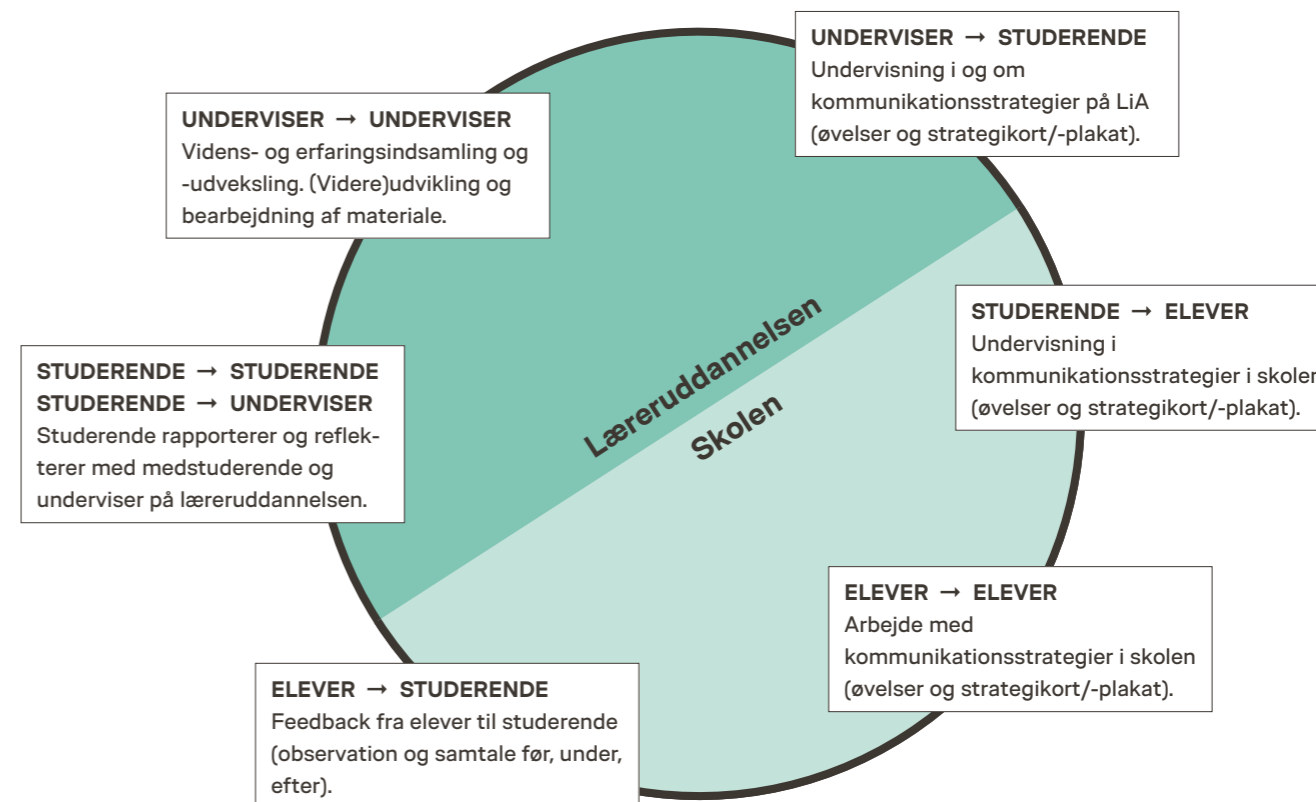 UNDERVISER → STUDERENDE
Undervisning i og om
kommunikationsstrategier på LiA
(øvelser og strategikort/-plakat).
UNDERVISER → UNDERVISER
Videns- og erfaringsindsamling og
-udveksling. (Videre)udvikling og
bearbejdning af materiale.
STUDERENDE → ELEVER
Undervisning i
kommunikationsstrategier i skolen
(øvelser og strategikort/-plakat).
Læreruddannelsen
Skolen
STUDERENDE → STUDERENDE
STUDERENDE → UNDERVISER
Studerende rapporterer og reflek-
terer med medstuderende og
underviser på læreruddannelsen.
ELEVER → ELEVER
Arbejde med
kommunikationsstrategier i skolen
(øvelser og strategikort/-plakat).
ELEVER → STUDERENDE
Feedback fra elever til studerende
(observation og samtale før, under,
efter).